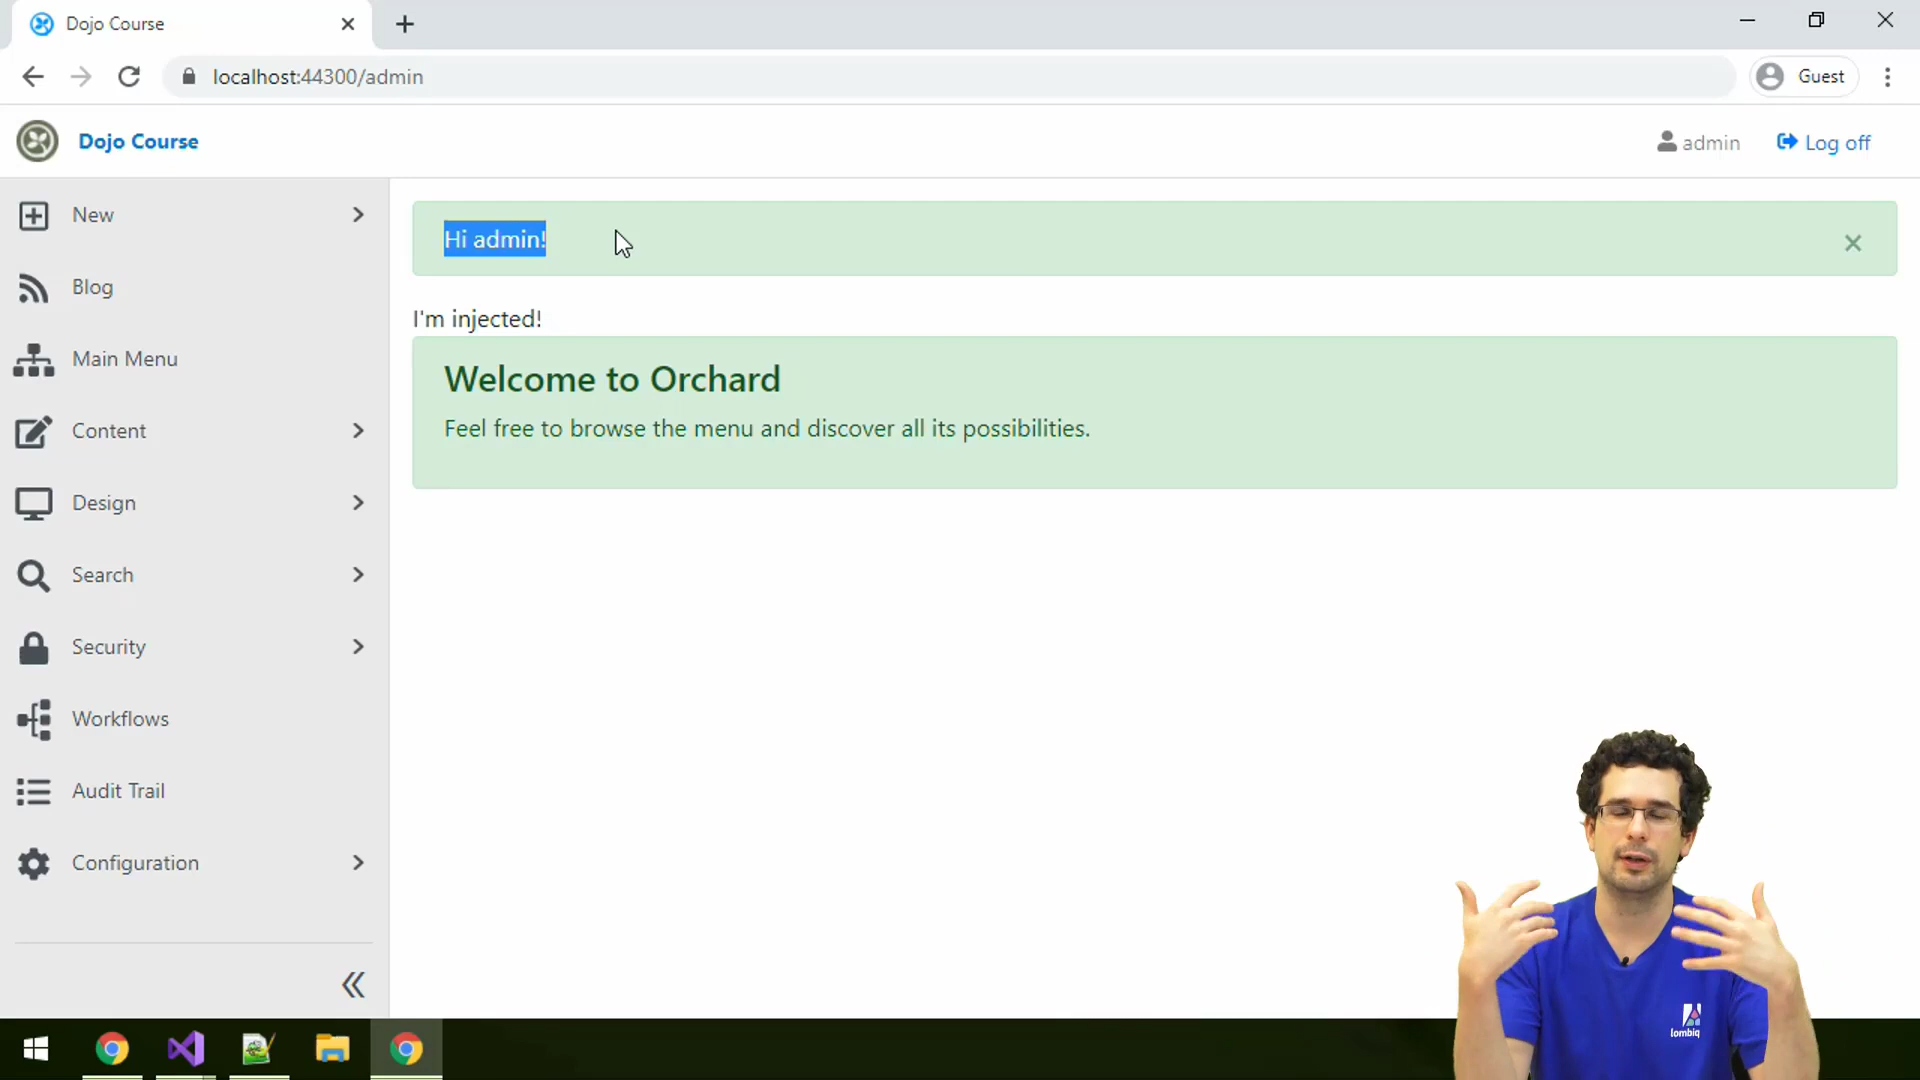 Dojo Course
localhost:44300/admin
Guest
Dojo Course
admin
Log off
New
Blog
Main Menu
Content
Design
Search
Security
Workflows
Audit Trail
Configuration
Hi admin!
I'm injected!
Welcome to Orchard
Feel free to browse the menu and discover all its possibilities.
lombiq